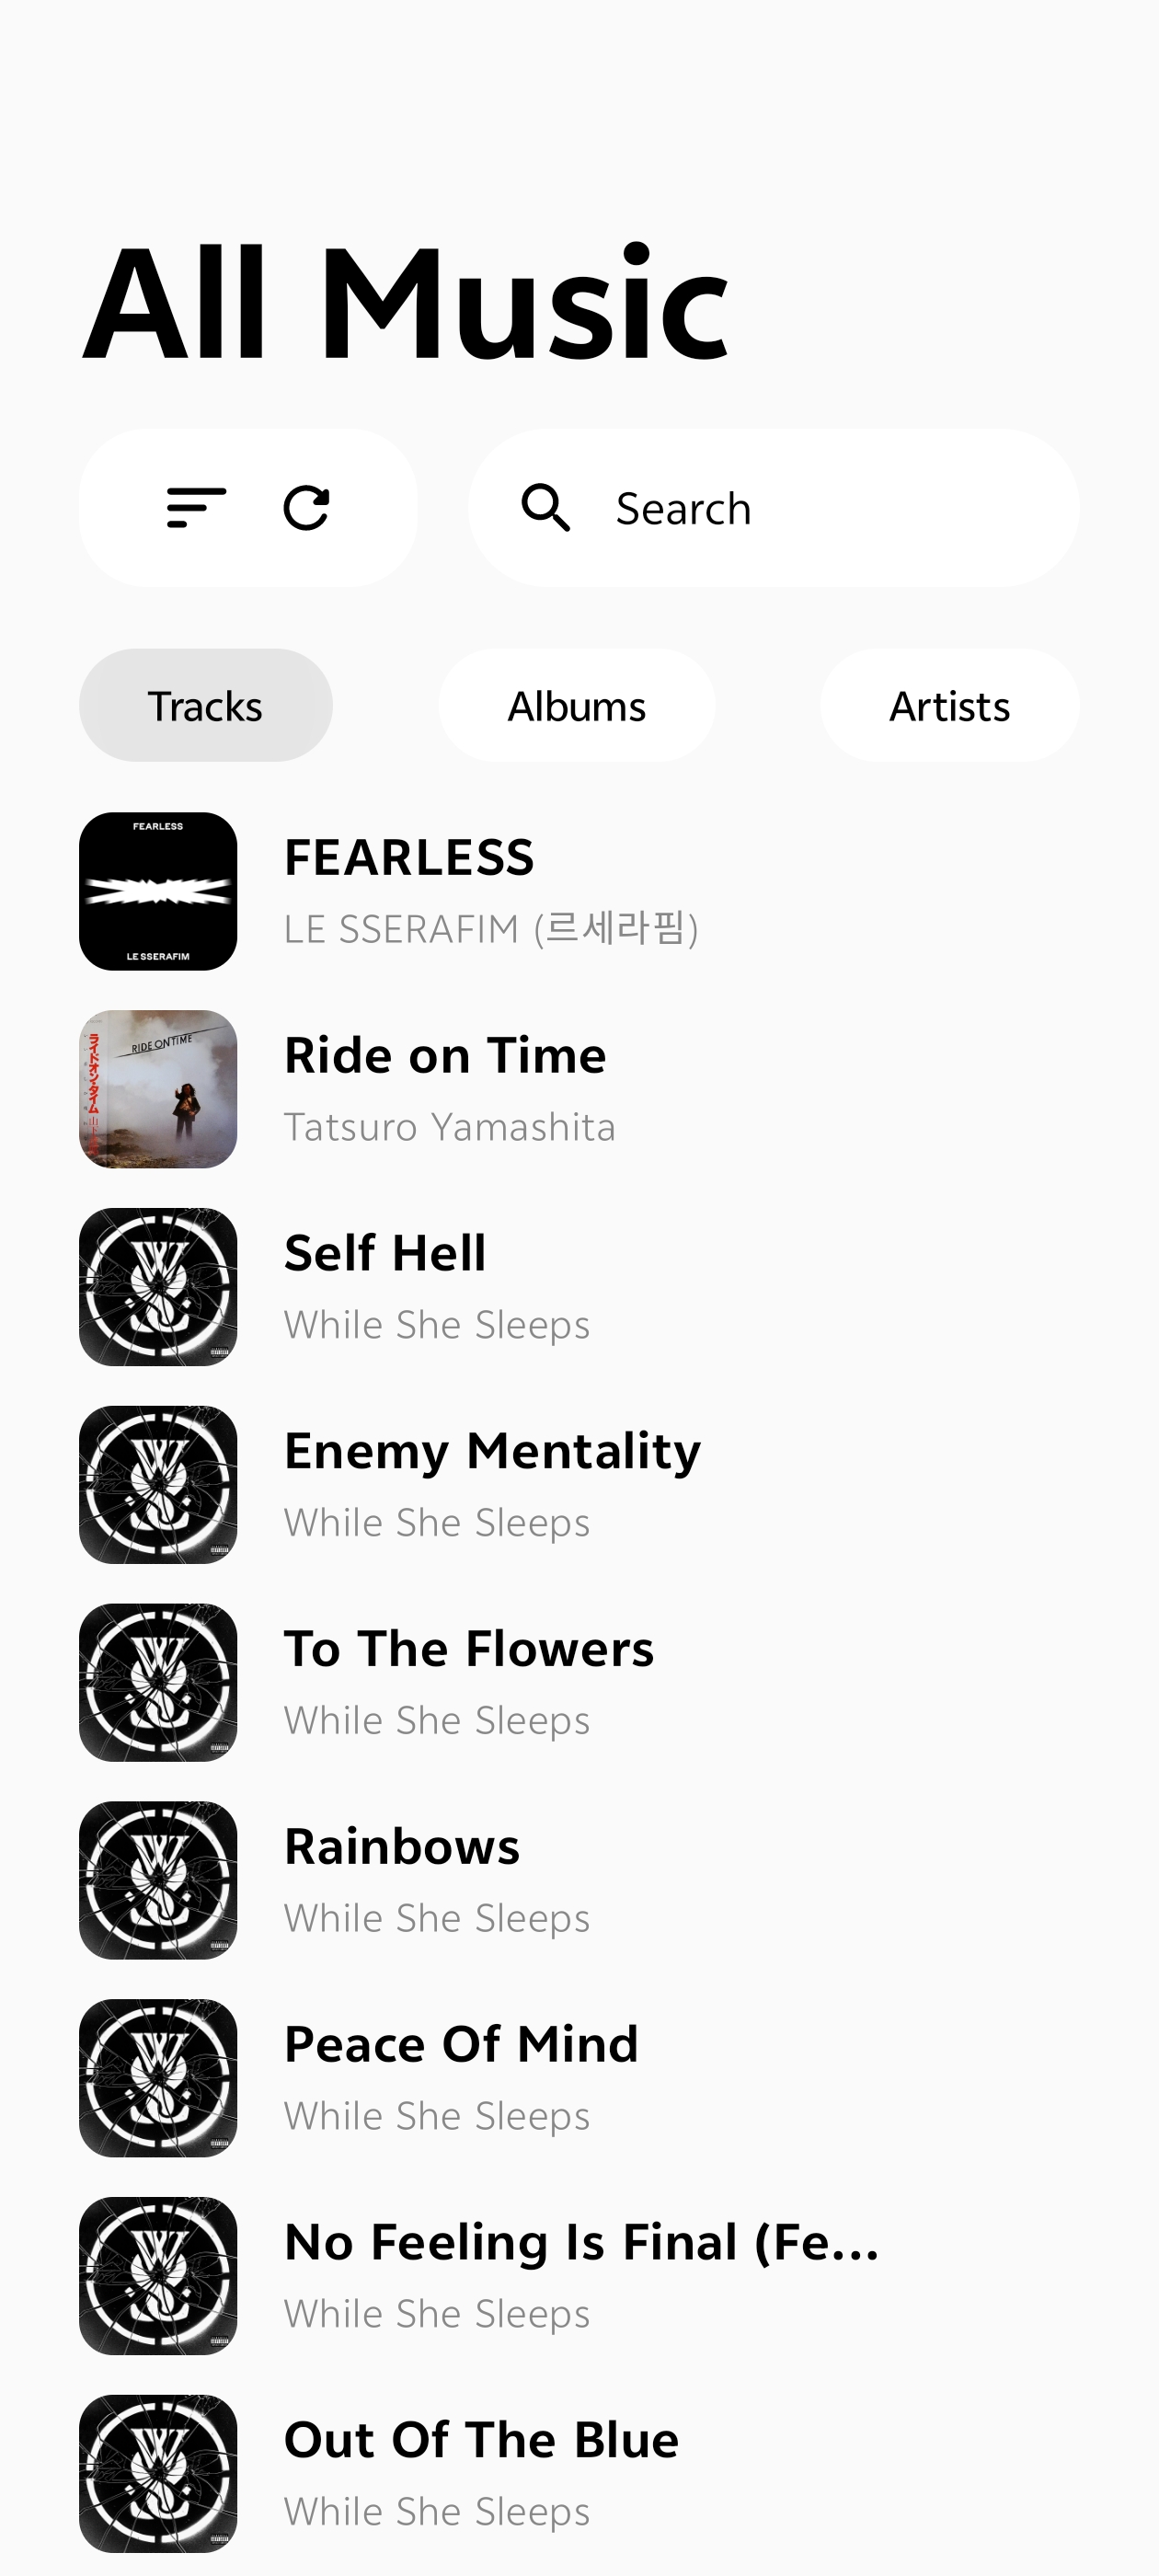 All Music
Search
Tracks Albums Artists
FEARLESS
LE SSERAFIM
FEARLESS
LE SSERAFIM (르세라핌)
RIDE ON TIME
ライド・オン・タイム
Ride on Time
Tatsuro Yamashita
Self Hell
While She Sleeps
Enemy Mentality
While She Sleeps
To The Flowers
While She Sleeps
Rainbows
While She Sleeps
Peace Of Mind
While She Sleeps
No Feeling Is Final (Fe...
While She Sleeps
Out Of The Blue
While She Sleeps